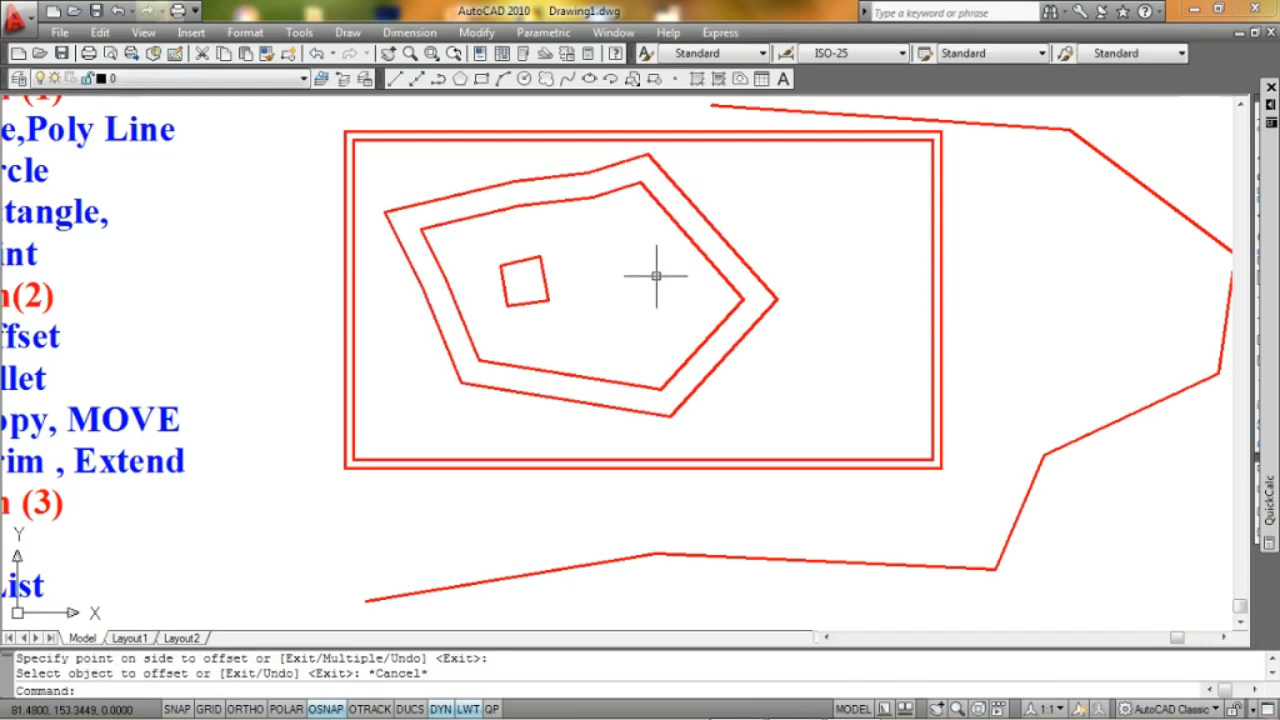 AutoCAD 2010 Drawing1.dwg
Type a keyword or phrase
File Edit View Insert Format Tools Draw Dimension Modify Parametric Window Help Express
Standard ISO-25 Standard Standard
0
(1)
e,Poly Line
rcle
tangle,
int
n(2)
ffset
llet
opy, MOVE
rim , Extend
n (3)
List
Y
X
QuickCalc
Model Layout1 Layout2
Specify point on side to offset or [Exit/Multiple/Undo] <Exit>:
Select object to offset or [Exit/Undo] <Exit>: *Cancel*
Command:
81.4800, 153.3449, 0.0000 SNAP GRID ORTHO POLAR OSNAP OTRACK DUCS DYN LWT QP MODEL 1:1 AutoCAD Classic